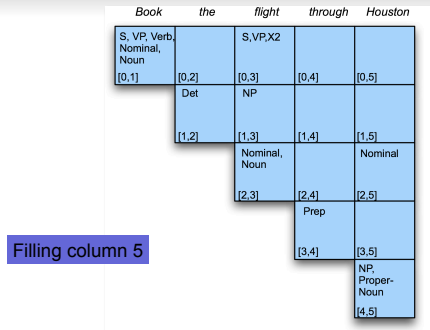 Book the flight through Houston
S, VP, Verb, Nominal, Noun
[0,1]
[0,2]
S,VP,X2
[0,3]
[0,4]
[0,5]
Det
[1,2]
NP
[1,3]
[1,4]
[1,5]
Nominal, Noun
[2,3]
[2,4]
Nominal
[2,5]
Prep
[3,4]
[3,5]
Filling column 5
NP, Proper-Noun
[4,5]